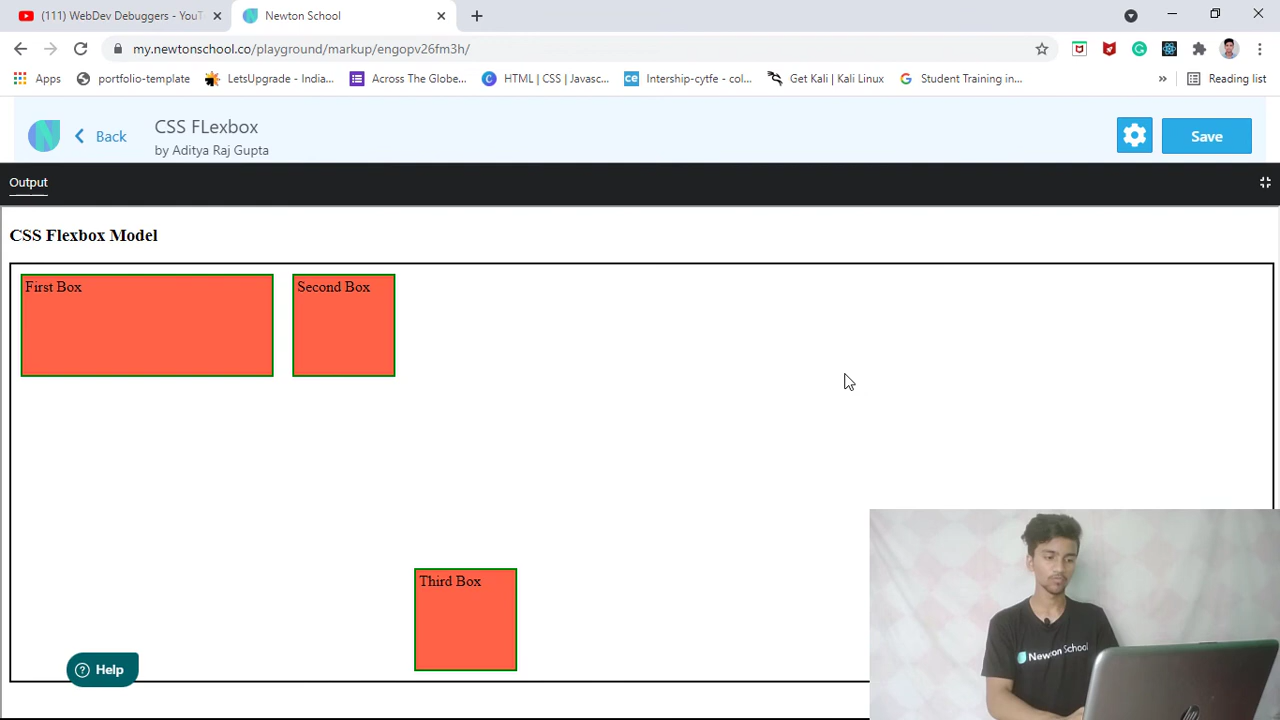 (111) WebDev Debuggers - YouT
Newton School
my.newtonschool.co/playground/markup/engopv26fm3h/
Apps
portfolio-template
LetsUpgrade - India...
Across The Globe...
HTML | CSS | Javasc...
Intership-cytfe - col...
Get Kali | Kali Linux
Student Training in...
»
Reading list
Back
CSS FLexbox
by Aditya Raj Gupta
Save
Output
CSS Flexbox Model
First Box
Second Box
Third Box
Newton School
Help